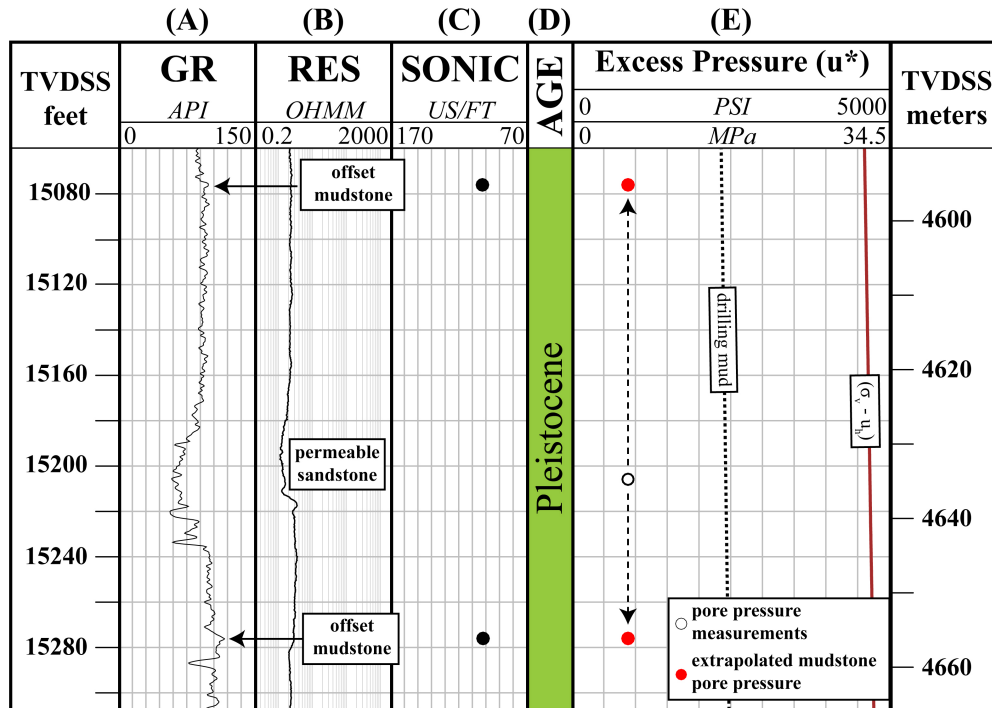 (A) (B) (C) (D) (E)
TVDSS
feet
GR
API
0 150
RES
OHMM
0.2 2000
SONIC
US/FT
170 70
AGE
Excess Pressure (u*)
0 PSI 5000
0 MPa 34.5
TVDSS
meters
offset
mudstone
15080
4600
15120
drilling mud
15160
4620
Pleistocene
(σv - uh)
permeable
sandstone
15200
4640
15240
offset
mudstone
15280
4660
pore pressure
measurements
extrapolated mudstone
pore pressure